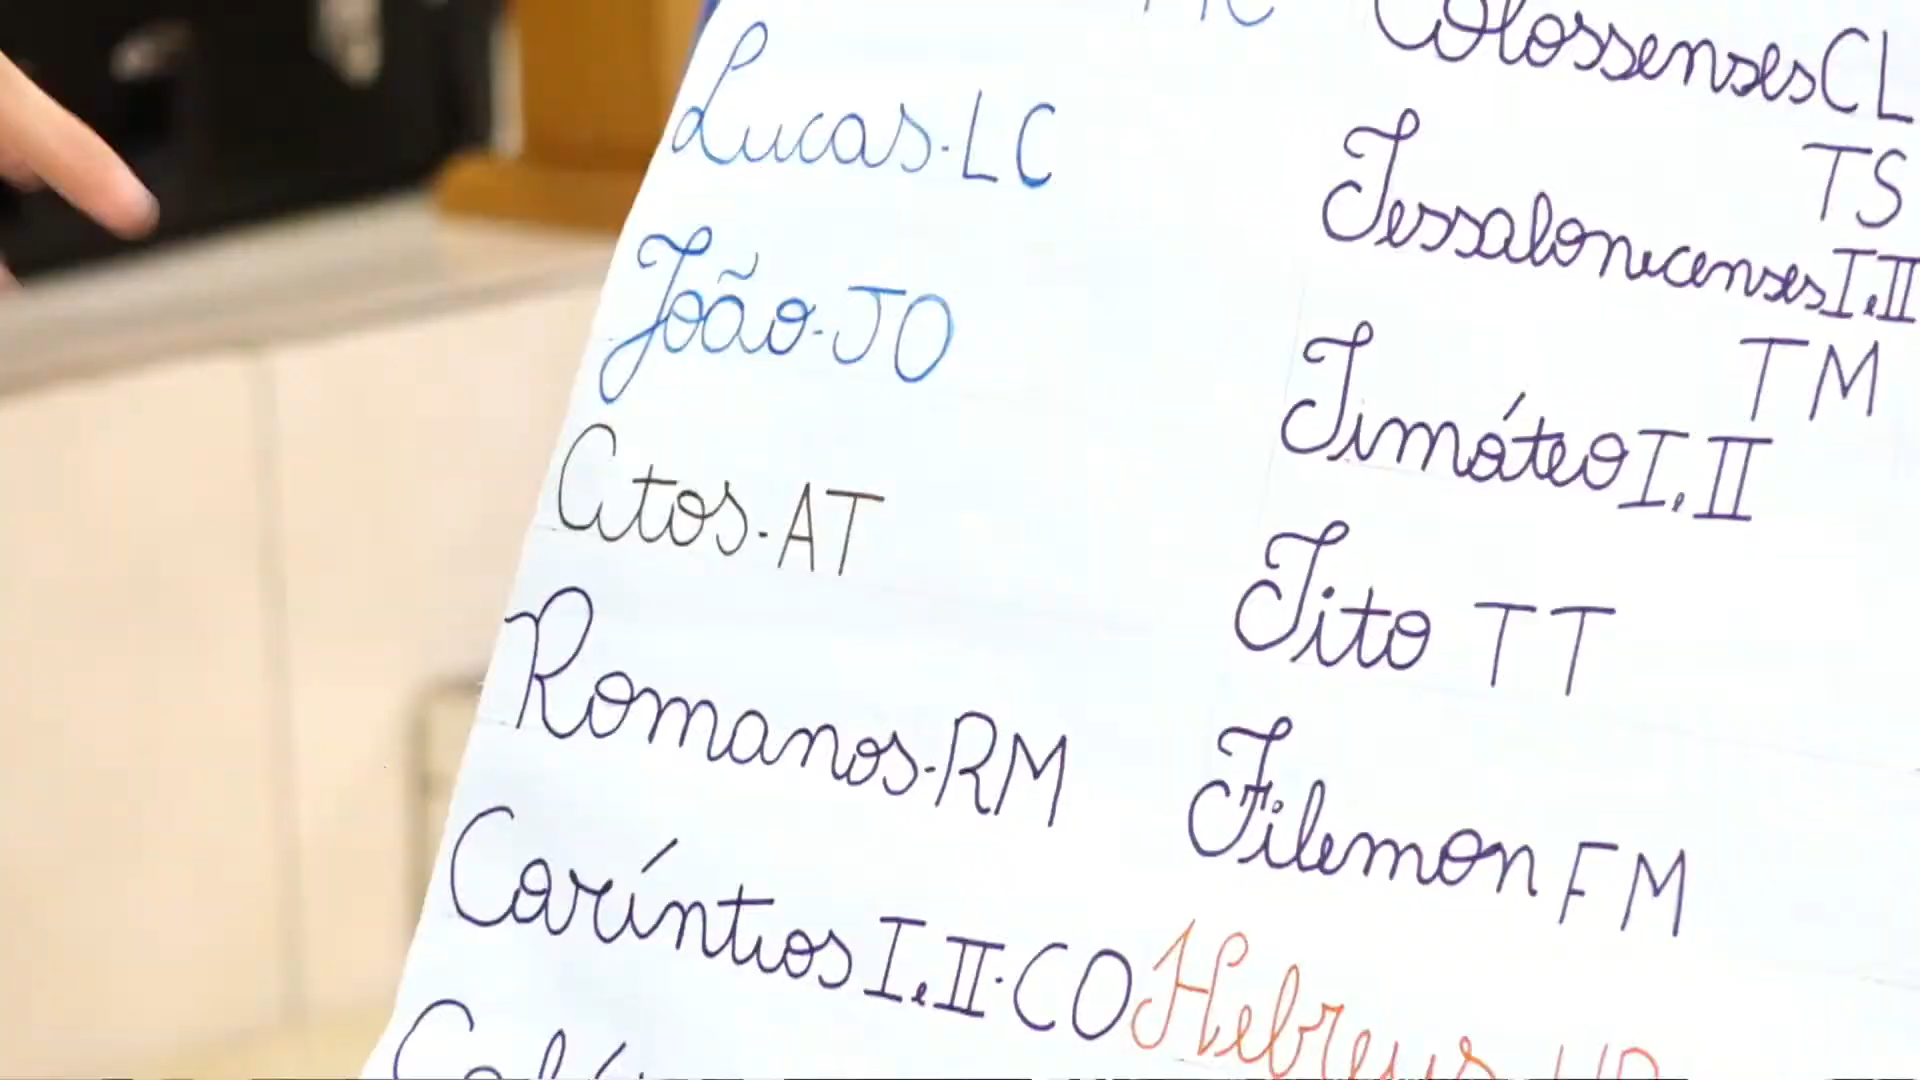 Lucas·LC
João·JO
Atos·AT
Romanos·RM
Coríntios I,II·CO
Colossenses CL
TS
Tessalonicenses I,II
TM
Timóteo I,II
Tito TT
Filemon FM
Hebreus